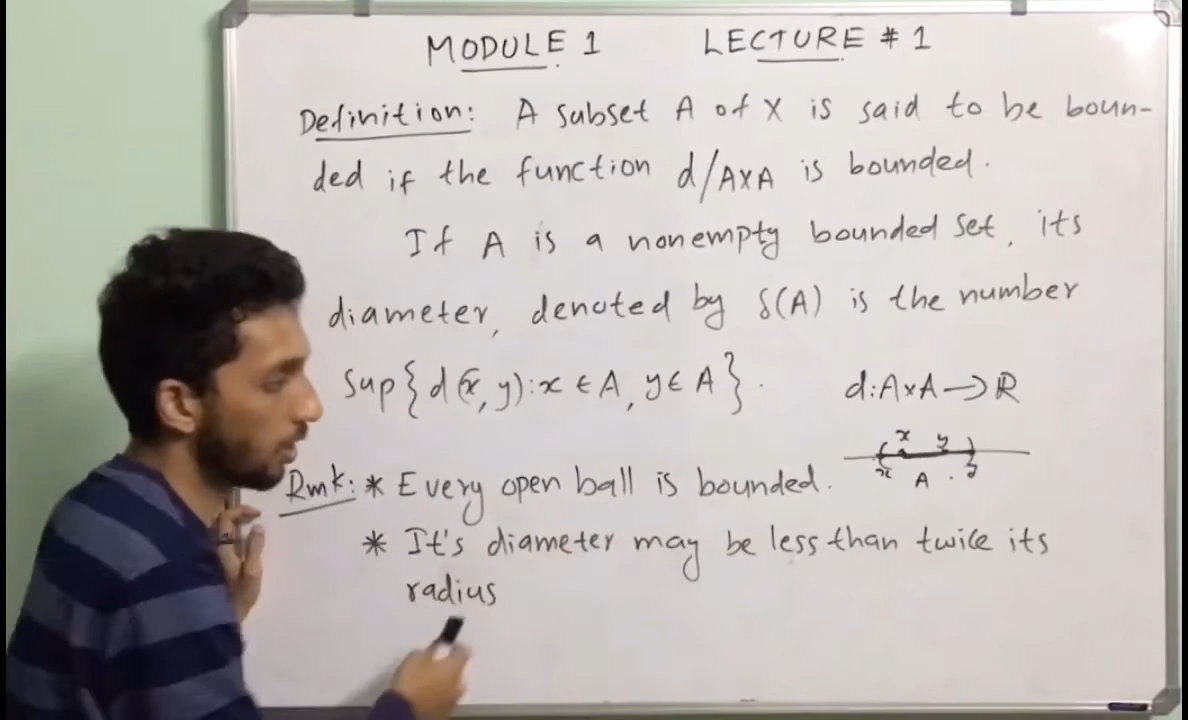 MODULE 1 LECTURE # 1
Definition: A subset A of X is said to be boun-
ded if the function d/AXA is bounded.
If A is a nonempty bounded set, its
diameter, denoted by δ(A) is the number
Sup{d(x, y): x ∈ A, y ∈ A}.
d: A×A → R
x y
x A . y
Rmk: * Every open ball is bounded.
* It's diameter may be less than twice its
radius